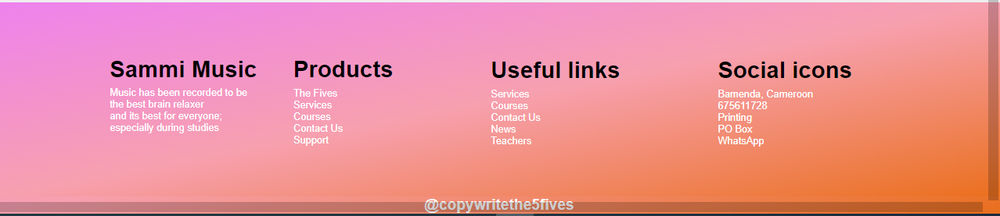 Sammi Music
Music has been recorded to be
the best brain relaxer
and its best for everyone;
especially during studies
Products
The Fives
Services
Courses
Contact Us
Support
Useful links
Services
Courses
Contact Us
News
Teachers
Social icons
Bamenda, Cameroon
675611728
Printing
PO Box
WhatsApp
@copywritethe5fives